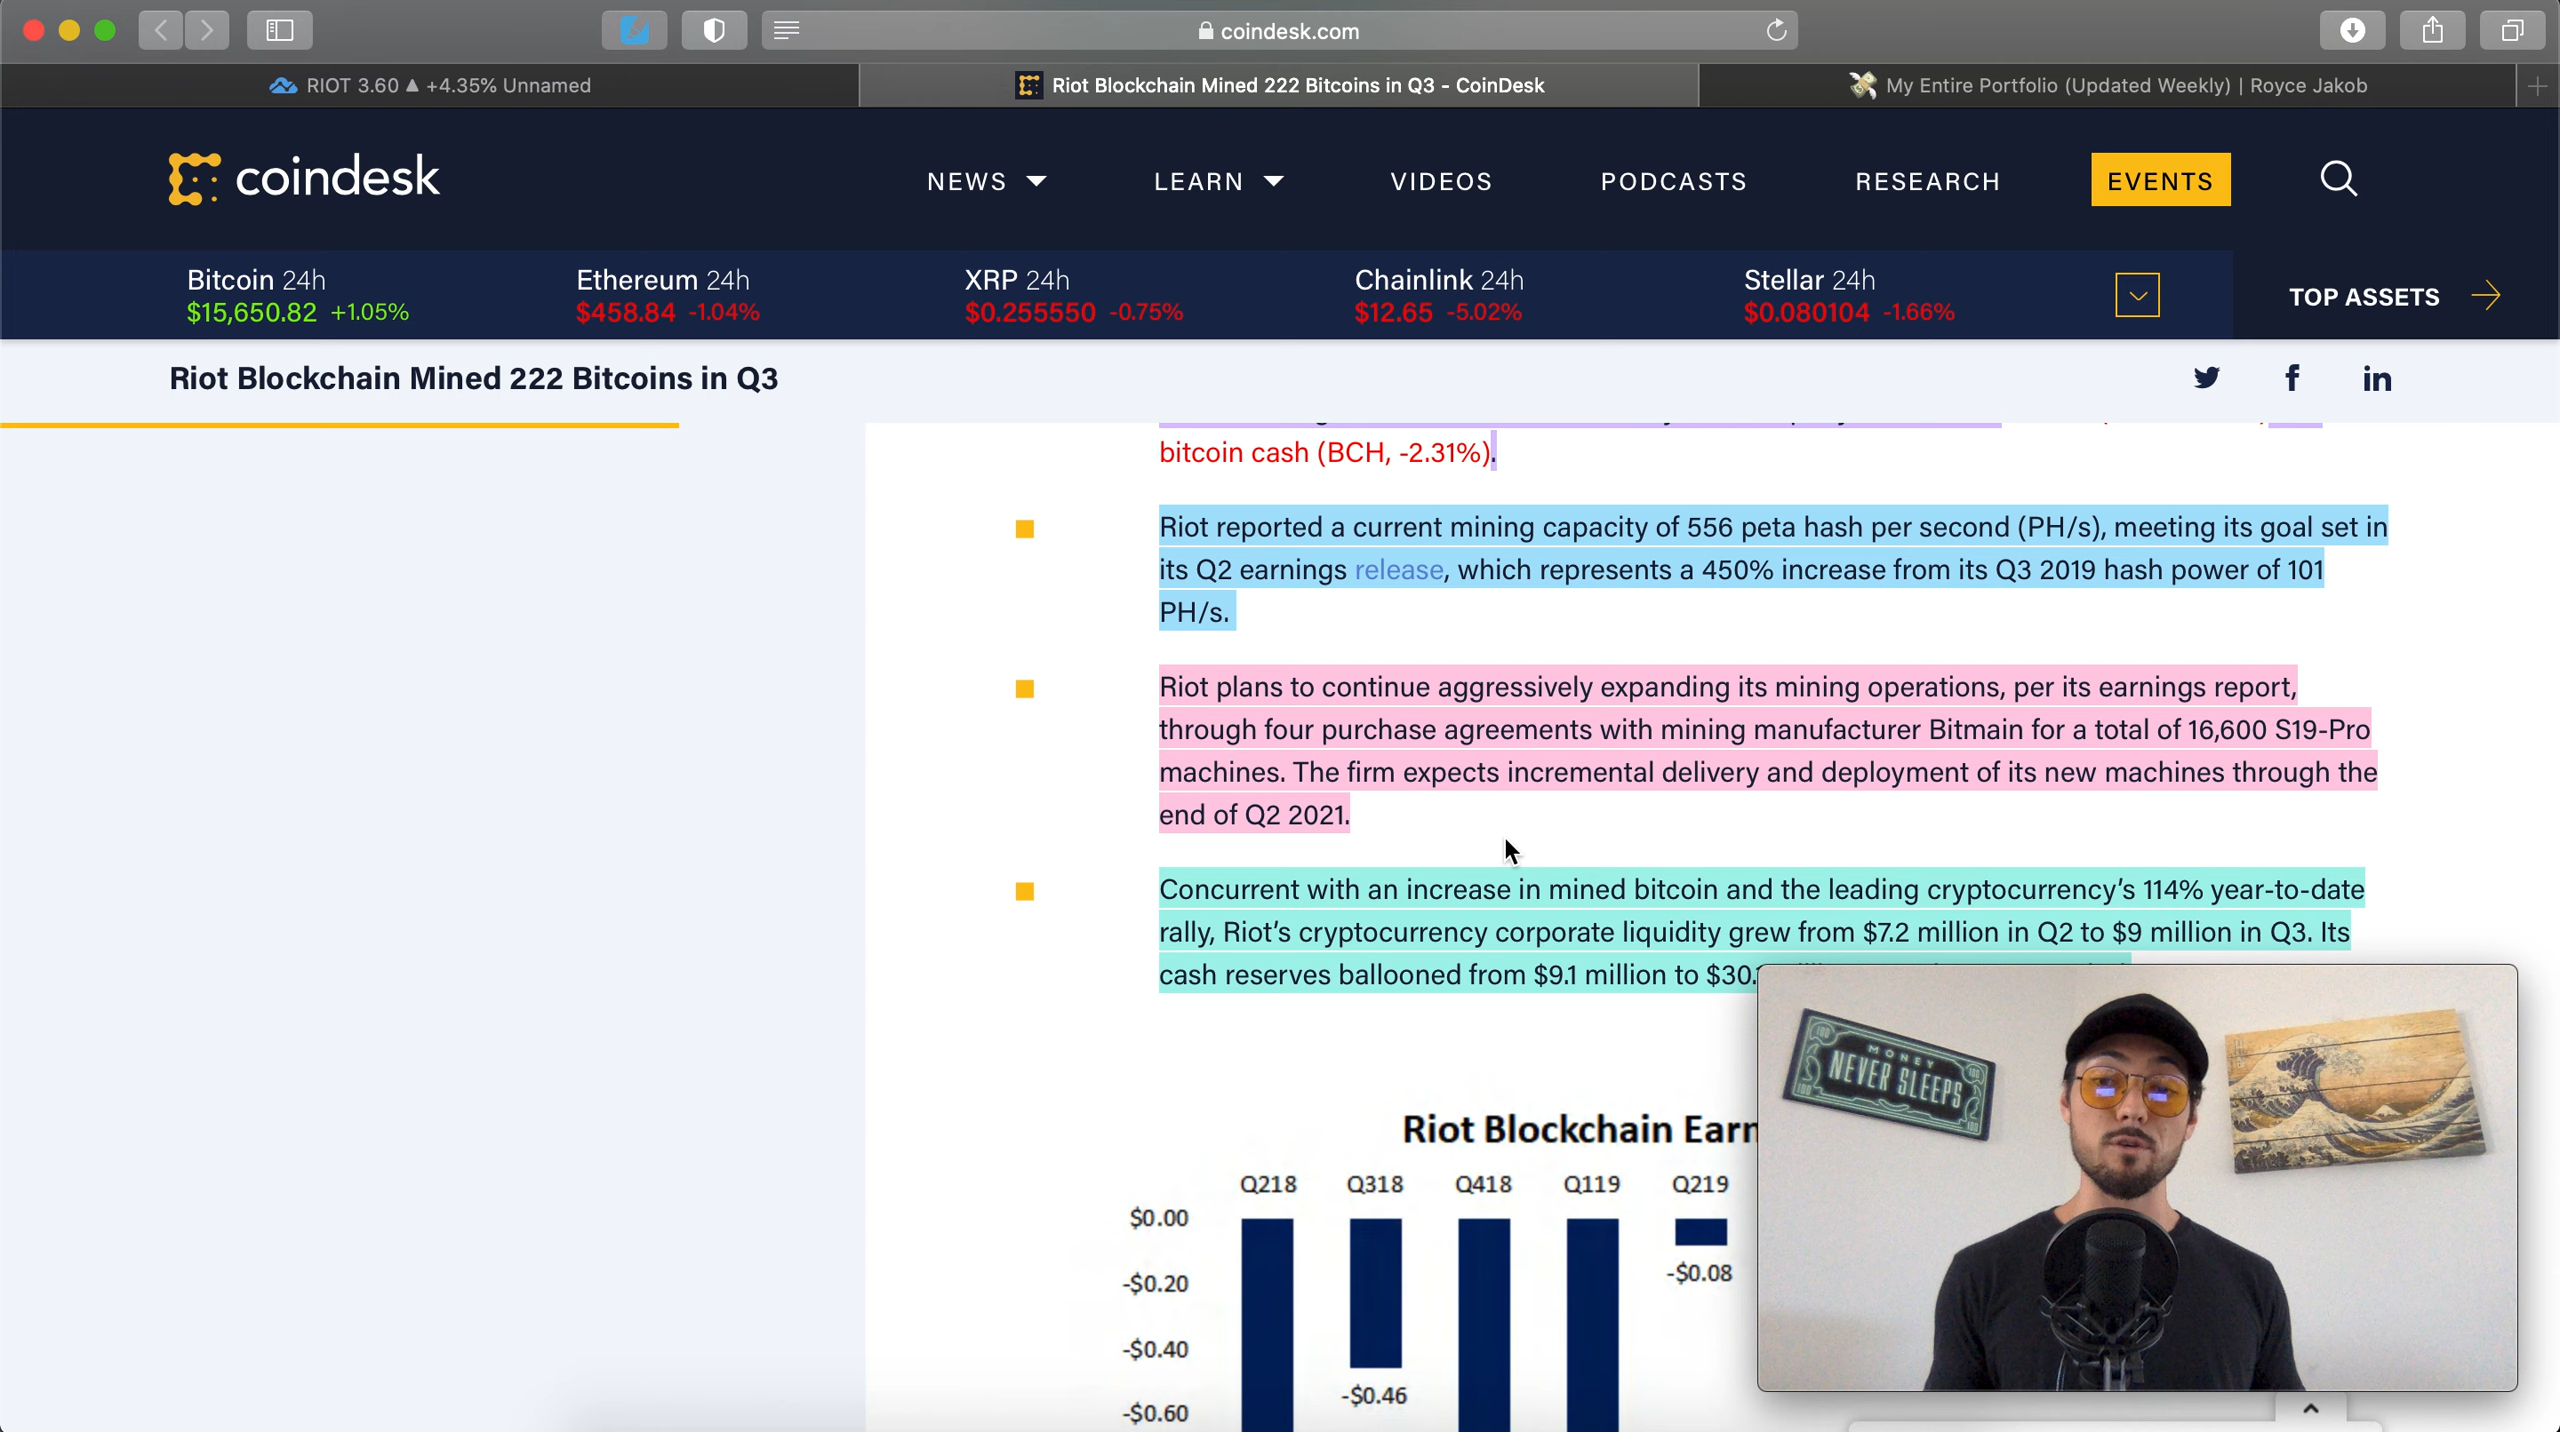 coindesk.com
RIOT 3.60 ▲ +4.35% Unnamed
Riot Blockchain Mined 222 Bitcoins in Q3 - CoinDesk
My Entire Portfolio (Updated Weekly) | Royce Jakob
coindesk
NEWS
LEARN
VIDEOS
PODCASTS
RESEARCH
EVENTS
Bitcoin 24h
$15,650.82 +1.05%
Ethereum 24h
$458.84 -1.04%
XRP 24h
$0.255550 -0.75%
Chainlink 24h
$12.65 -5.02%
Stellar 24h
$0.080104 -1.66%
TOP ASSETS
Riot Blockchain Mined 222 Bitcoins in Q3
bitcoin cash (BCH, -2.31%).
Riot reported a current mining capacity of 556 peta hash per second (PH/s), meeting its goal set in
its Q2 earnings release, which represents a 450% increase from its Q3 2019 hash power of 101
PH/s.
Riot plans to continue aggressively expanding its mining operations, per its earnings report,
through four purchase agreements with mining manufacturer Bitmain for a total of 16,600 S19-Pro
machines. The firm expects incremental delivery and deployment of its new machines through the
end of Q2 2021.
Concurrent with an increase in mined bitcoin and the leading cryptocurrency's 114% year-to-date
rally, Riot's cryptocurrency corporate liquidity grew from $7.2 million in Q2 to $9 million in Q3. Its
cash reserves ballooned from $9.1 million to $30.
Riot Blockchain Earn
Q218 Q318 Q418 Q119 Q219
$0.00
-$0.20
-$0.40
-$0.60
-$0.08
-$0.46
MONEY
NEVER SLEEPS
100
100
100
100